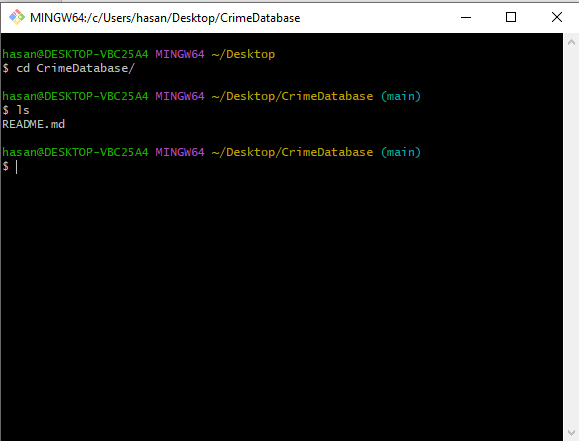 MINGW64:/c/Users/hasan/Desktop/CrimeDatabase
hasan@DESKTOP-VBC25A4 MINGW64 ~/Desktop
$ cd CrimeDatabase/
hasan@DESKTOP-VBC25A4 MINGW64 ~/Desktop/CrimeDatabase (main)
$ ls
README.md
hasan@DESKTOP-VBC25A4 MINGW64 ~/Desktop/CrimeDatabase (main)
$